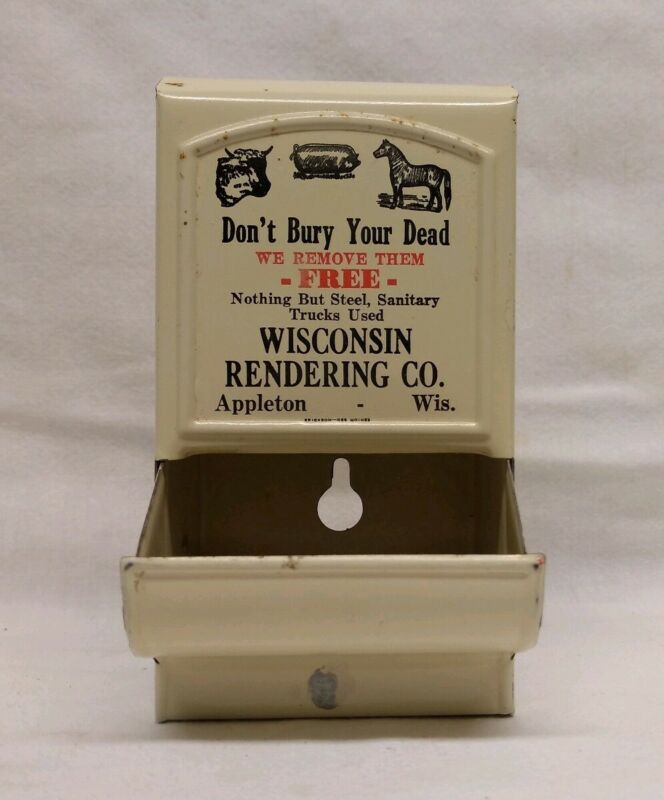 Don't Bury Your Dead
WE REMOVE THEM
- FREE -
Nothing But Steel, Sanitary
Trucks Used
WISCONSIN
RENDERING CO.
Appleton - Wis.